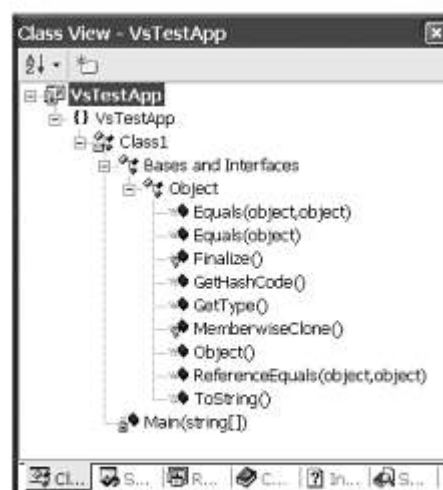 Class View - VsTestApp
VsTestApp
{} VsTestApp
Class1
Bases and Interfaces
Object
Equals(object,object)
Equals(object)
Finalize()
GetHashCode()
GetType()
MemberwiseClone()
Object()
ReferenceEquals(object,object)
ToString()
Main(string[])
Cl... S... R... C... In... S...